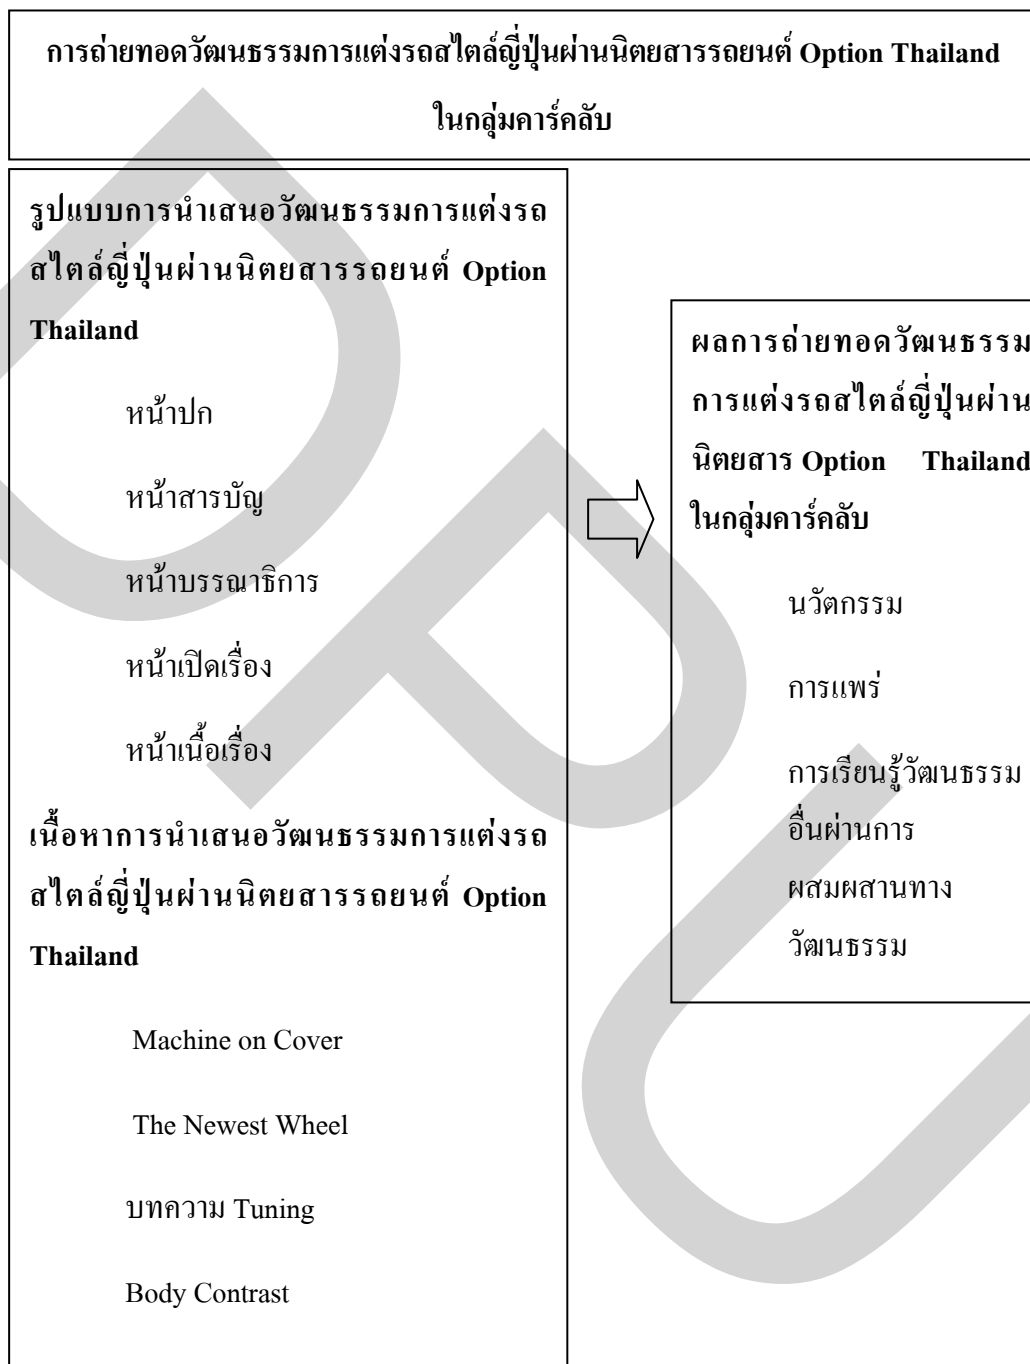 การถ่ายทอดวัฒนธรรมการแต่งรถสไตล์ญี่ปุ่นผ่านนิตยสารรถยนต์ Option Thailand
ในกลุ่มคาร์คลับ
รูปแบบการนำเสนอวัฒนธรรมการแต่งรถ
สไตล์ญี่ปุ่นผ่านนิตยสารรถยนต์ Option
Thailand
หน้าปก
หน้าสารบัญ
หน้าบรรณาธิการ
หน้าเปิดเรื่อง
หน้าเนื้อเรื่อง
เนื้อหาการนำเสนอวัฒนธรรมการแต่งรถ
สไตล์ญี่ปุ่นผ่านนิตยสารรถยนต์ Option
Thailand
Machine on Cover
The Newest Wheel
บทความ Tuning
Body Contrast
ผลการถ่ายทอดวัฒนธรรม
การแต่งรถสไตล์ญี่ปุ่นผ่าน
นิตยสาร Option Thailand
ในกลุ่มคาร์คลับ
นวัตกรรม
การแพร่
การเรียนรู้วัฒนธรรม
อื่นผ่านการ
ผสมผสานทาง
วัฒนธรรม
DPU